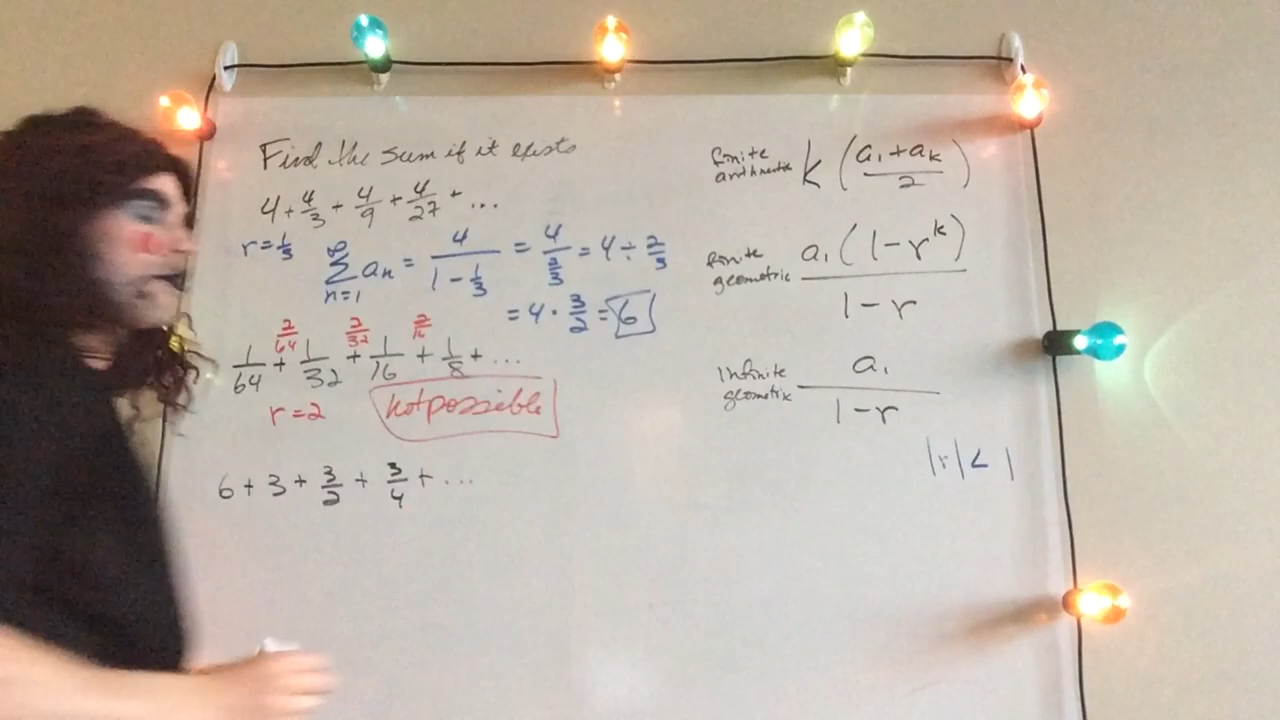 Find the sum if it exists
4 + 4/3 + 4/9 + 4/27 + ...
r = 1/3
∞ Σ n=1 aₙ = 4/(1 - 1/3) = 4/(2/3) = 4 ÷ 2/3
= 4 · 3/2 = 6
2/64 2/32 2/16
1/64 + 1/32 + 1/16 + 1/8 + ...
r = 2 not possible
6 + 3 + 3/2 + 3/4 + ...
finite arithmetic k ((a₁ + aₖ)/2)
finite geometric a₁(1 - rᵏ)/(1 - r)
infinite geometric a₁/(1 - r)
|r| < 1